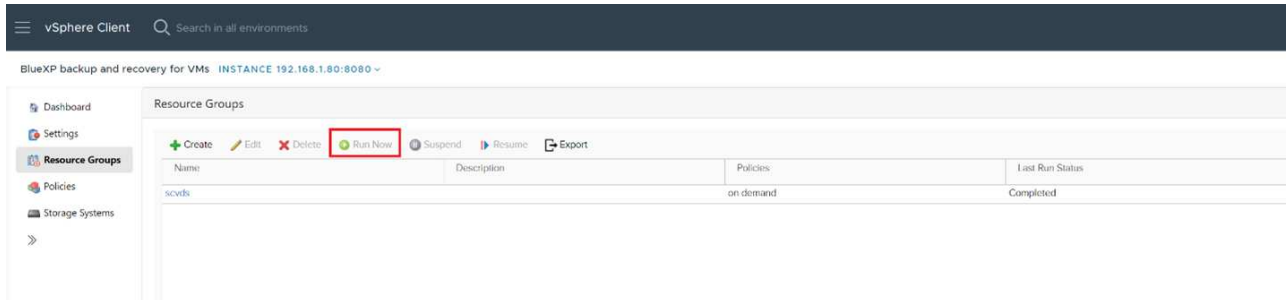 vSphere Client Search in all environments
BlueXP backup and recovery for VMs INSTANCE 192.168.1.80:8080
Dashboard
Settings
Resource Groups
Policies
Storage Systems
Resource Groups
Create Edit Delete Run Now Suspend Resume Export
Name Description Policies Last Run Status
scvds on demand Completed